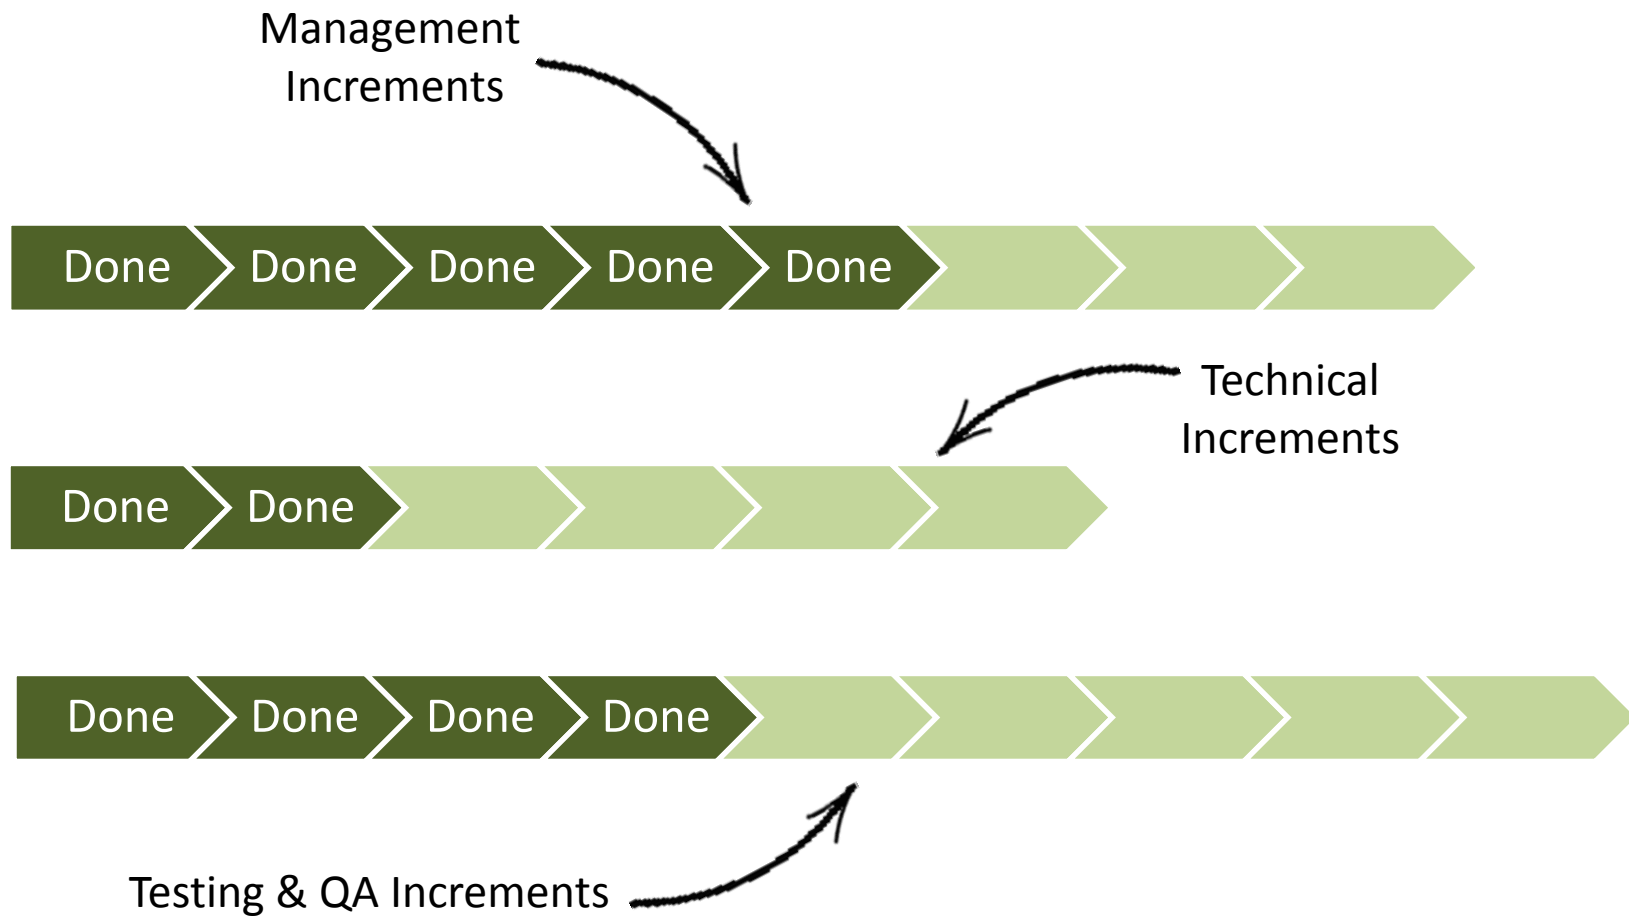 Management
Increments
Done Done Done Done Done
Technical
Increments
Done Done
Done Done Done Done
Testing & QA Increments